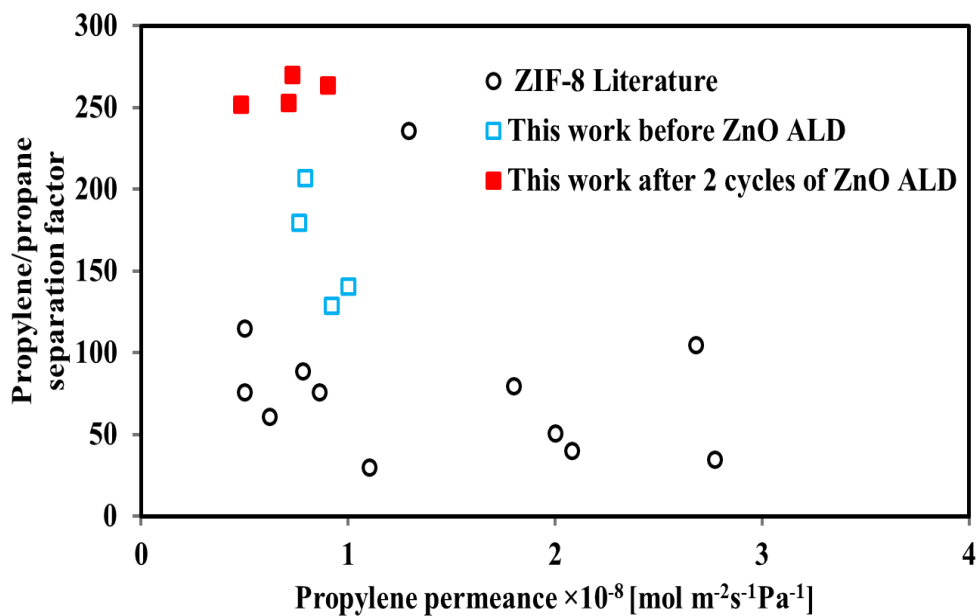 300
250
200
150
100
50
0
Propylene/propane
separation factor
ZIF-8 Literature
This work before ZnO ALD
This work after 2 cycles of ZnO ALD
0 1 2 3 4
Propylene permeance ×10⁻⁸ [mol m⁻²s⁻¹Pa⁻¹]